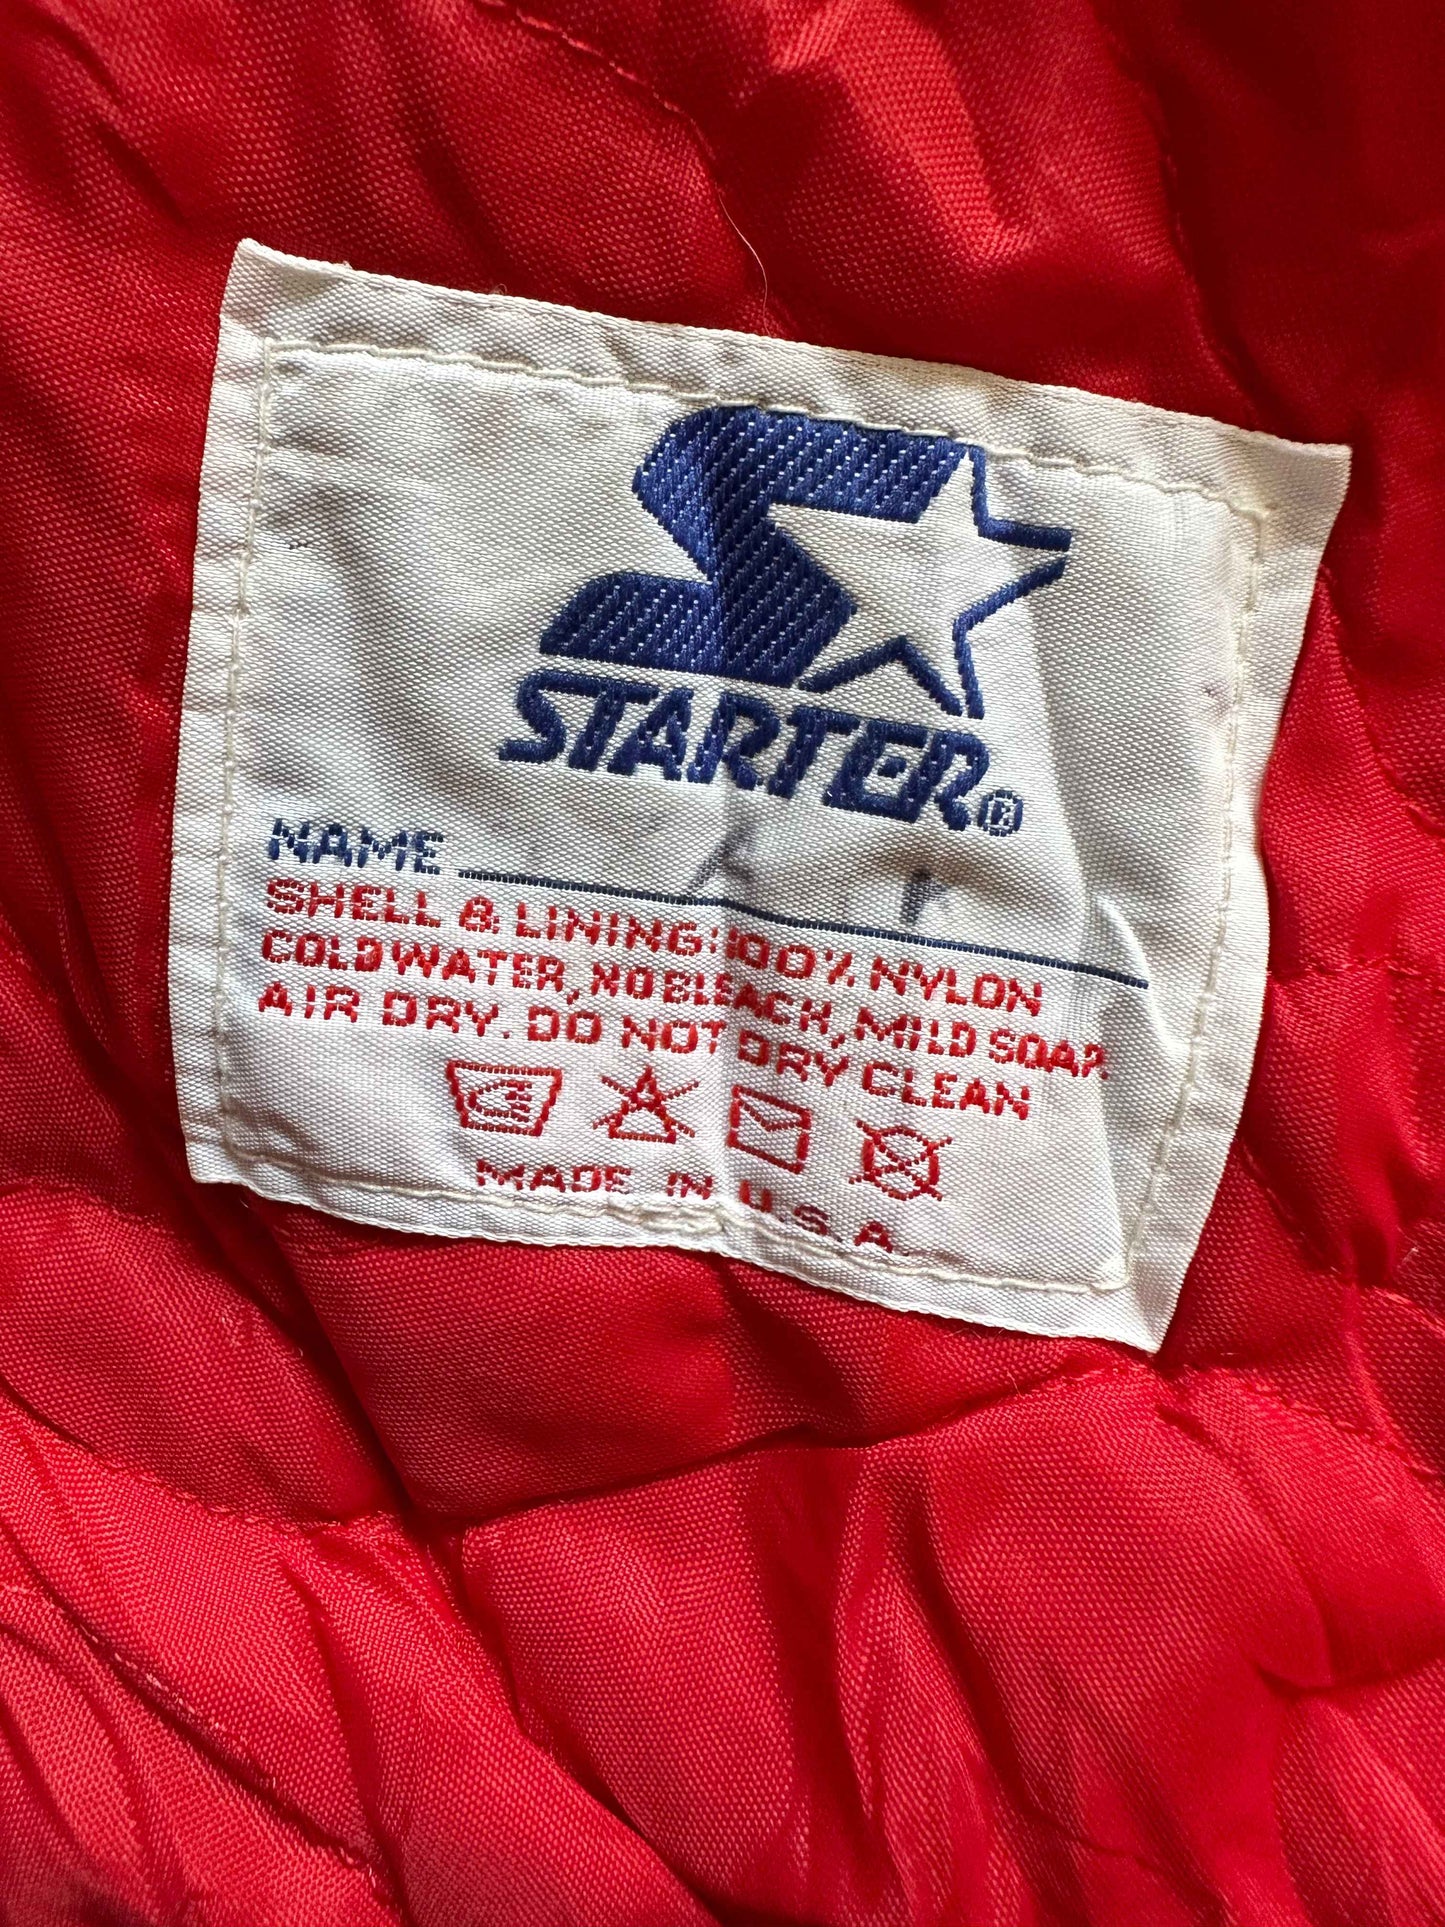 STARTER®
NAME
SHELL & LINING: 100% NYLON
COLD WATER, NO BLEACH, MILD SOAP.
AIR DRY. DO NOT DRY CLEAN
MADE IN U.S.A.